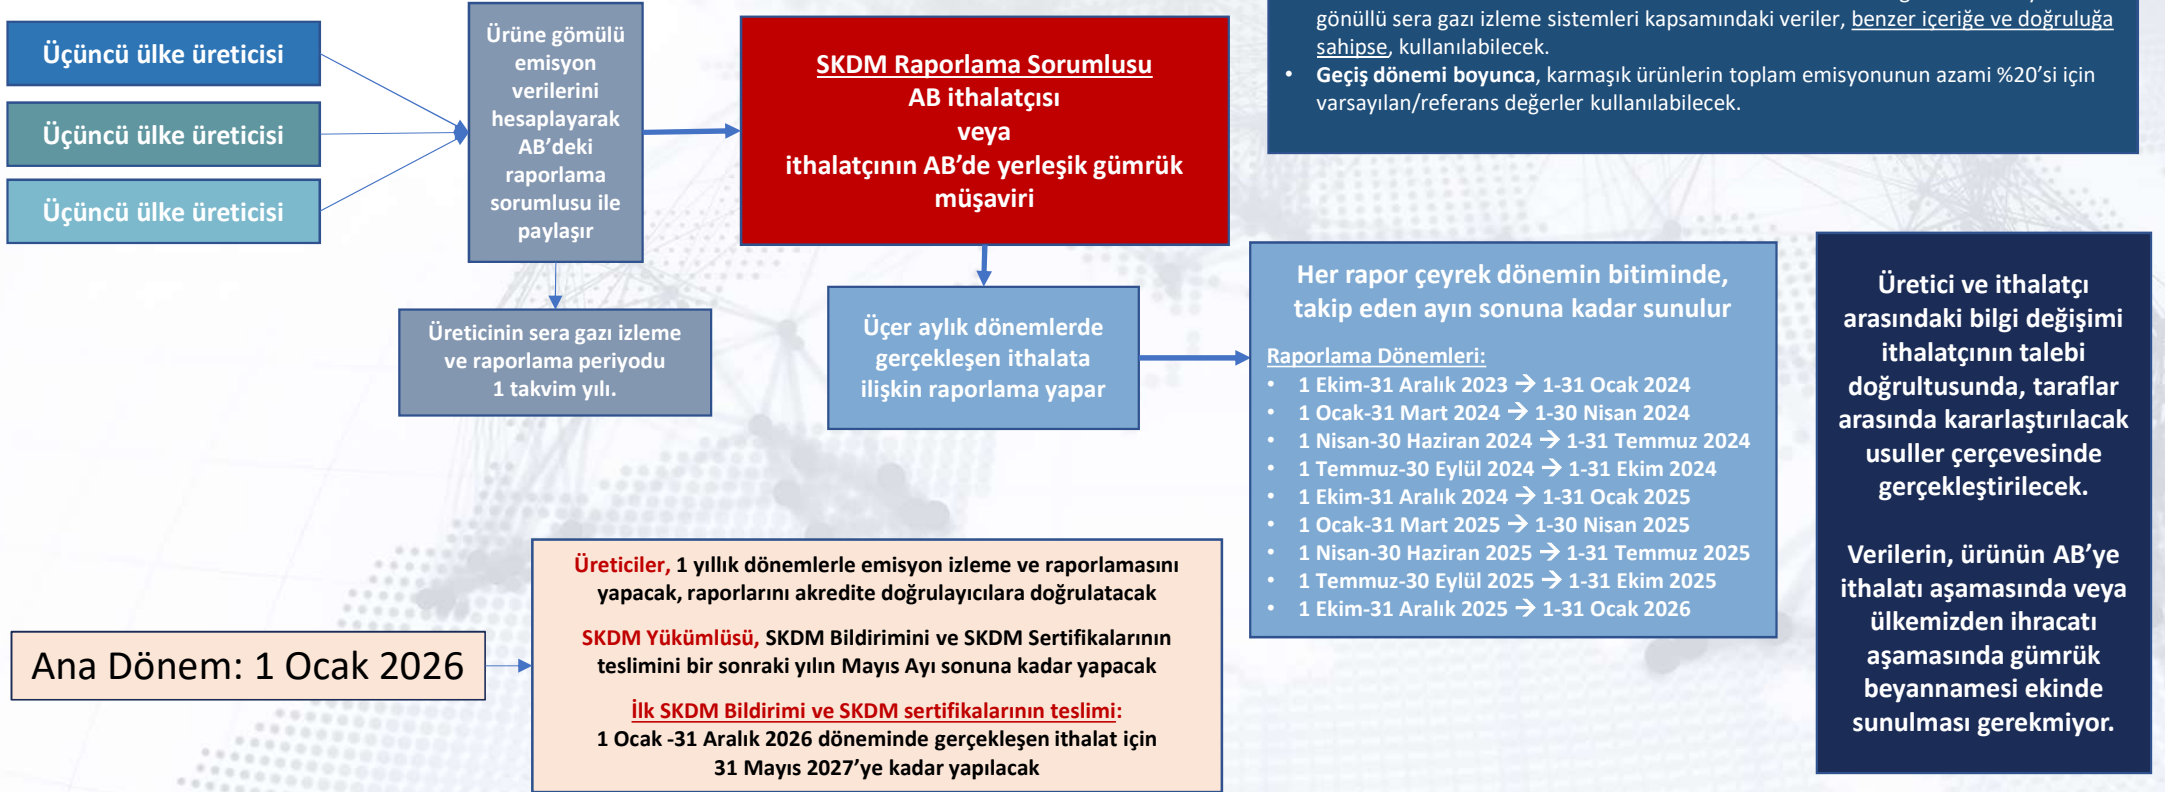 Üçüncü ülke üreticisi
Üçüncü ülke üreticisi
Üçüncü ülke üreticisi
Ürüne gömülü
emisyon
verilerini
hesaplayarak
AB’deki
raporlama
sorumlusu ile
paylaşır
Üreticinin sera gazı izleme
ve raporlama periyodu
1 takvim yılı.
SKDM Raporlama Sorumlusu
AB ithalatçısı
veya
ithalatçının AB’de yerleşik gümrük
müşaviri
Üçer aylık dönemlerde
gerçekleşen ithalata
ilişkin raporlama yapar
gönüllü sera gazı izleme sistemleri kapsamındaki veriler, benzer içeriğe ve doğruluğa
sahipse, kullanılabilecek.
• Geçiş dönemi boyunca, karmaşık ürünlerin toplam emisyonunun azami %20’si için
varsayılan/referans değerler kullanılabilecek.
Her rapor çeyrek dönemin bitiminde,
takip eden ayın sonuna kadar sunulur
Raporlama Dönemleri:
• 1 Ekim-31 Aralık 2023 → 1-31 Ocak 2024
• 1 Ocak-31 Mart 2024 → 1-30 Nisan 2024
• 1 Nisan-30 Haziran 2024 → 1-31 Temmuz 2024
• 1 Temmuz-30 Eylül 2024 → 1-31 Ekim 2024
• 1 Ekim-31 Aralık 2024 → 1-31 Ocak 2025
• 1 Ocak-31 Mart 2025 → 1-30 Nisan 2025
• 1 Nisan-30 Haziran 2025 → 1-31 Temmuz 2025
• 1 Temmuz-30 Eylül 2025 → 1-31 Ekim 2025
• 1 Ekim-31 Aralık 2025 → 1-31 Ocak 2026
Üretici ve ithalatçı
arasındaki bilgi değişimi
ithalatçının talebi
doğrultusunda, taraflar
arasında kararlaştırılacak
usuller çerçevesinde
gerçekleştirilecek.
Verilerin, ürünün AB’ye
ithalatı aşamasında veya
ülkemizden ihracatı
aşamasında gümrük
beyannamesi ekinde
sunulması gerekmiyor.
Ana Dönem: 1 Ocak 2026
Üreticiler, 1 yıllık dönemlerle emisyon izleme ve raporlamasını
yapacak, raporlarını akredite doğrulayıcılara doğrulatacak
SKDM Yükümlüsü, SKDM Bildirimini ve SKDM Sertifikalarının
teslimini bir sonraki yılın Mayıs Ayı sonuna kadar yapacak
İlk SKDM Bildirimi ve SKDM sertifikalarının teslimi:
1 Ocak -31 Aralık 2026 döneminde gerçekleşen ithalat için
31 Mayıs 2027’ye kadar yapılacak